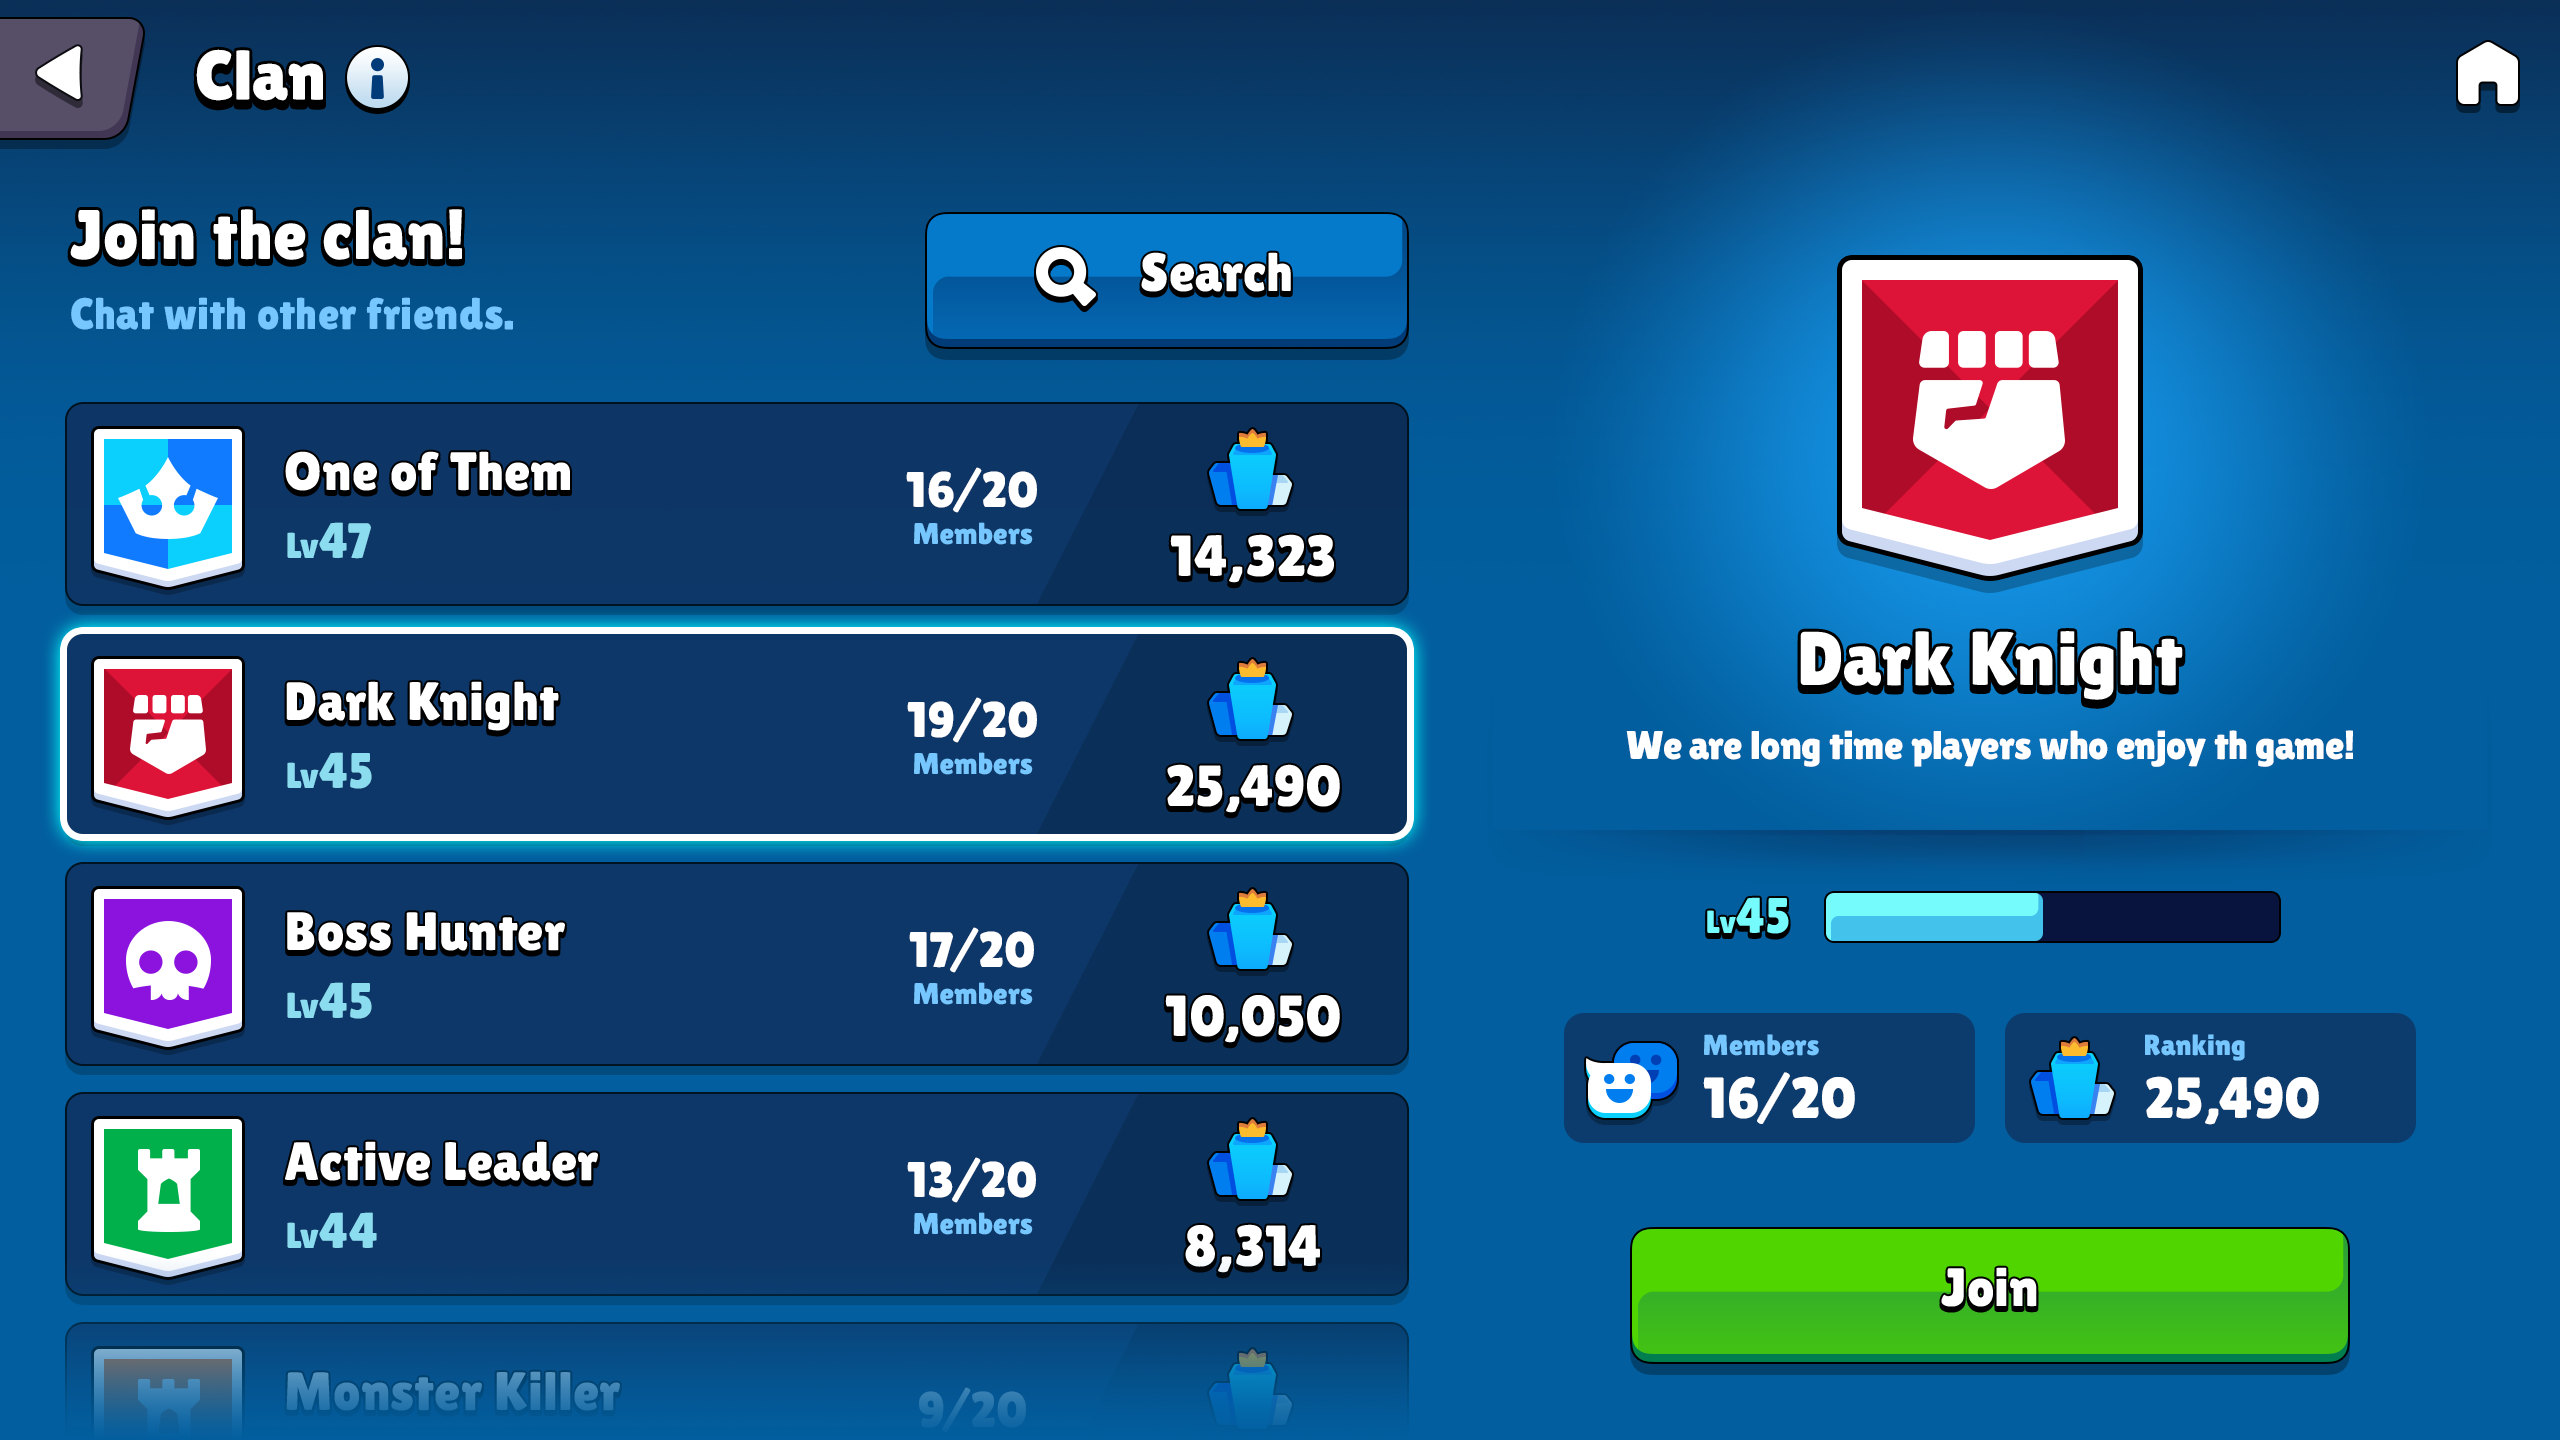 Clan
Join the clan!
Chat with other friends.
Search
One of Them
Lv47
16/20
Members
14,323
Dark Knight
Lv45
19/20
Members
25,490
Boss Hunter
Lv45
17/20
Members
10,050
Active Leader
Lv44
13/20
Members
8,314
Monster Killer
9/20
Dark Knight
We are long time players who enjoy th game!
Lv45
Members
16/20
Ranking
25,490
Join